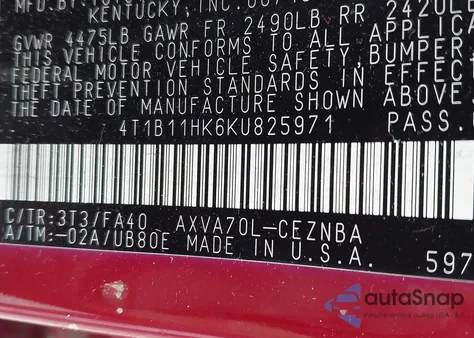 KENTUCKY, INC.
GVWR 4475LB GAWR FR 2490LB RR 2420LB
THIS VEHICLE CONFORMS TO ALL APPLICA
FEDERAL MOTOR VEHICLE SAFETY, BUMPER,
THEFT PREVENTION STANDARDS IN EFFECT
THE DATE OF MANUFACTURE SHOWN ABOVE.
4T1B11HK6KU825971 PASS.
C/TR:3T3/FA40 AXVA70L-CEZNBA
A/TM:-02A/UB80E MADE IN U.S.A. 597
autoSnap